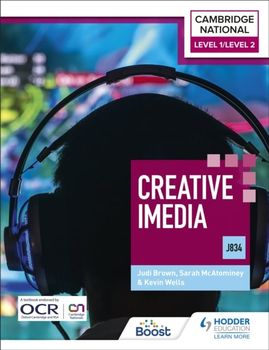 CAMBRIDGE
NATIONAL
LEVEL 1/LEVEL 2
CREATIVE
IMEDIA
J834
Judi Brown, Sarah McAtominey
& Kevin Wells
A textbook endorsed by
OCR
Oxford Cambridge and RSA
Cambridge
Nationals
Boost
HODDER
EDUCATION
LEARN MORE